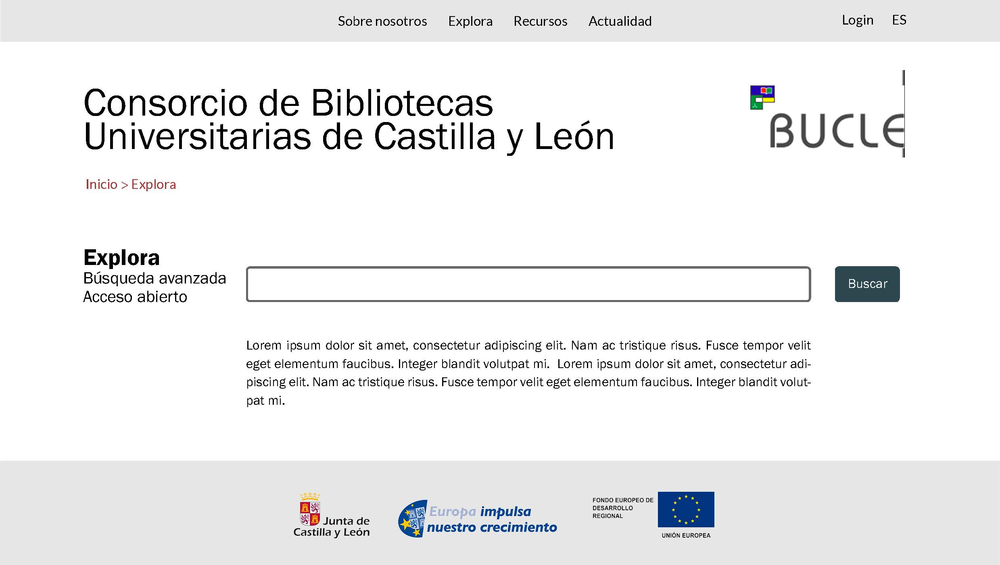 Sobre nosotros Explora Recursos Actualidad Login ES
Consorcio de Bibliotecas
Universitarias de Castilla y León
BUCLE
Inicio > Explora
Explora
Búsqueda avanzada
Acceso abierto
Buscar
Lorem ipsum dolor sit amet, consectetur adipiscing elit. Nam ac tristique risus. Fusce tempor velit
eget elementum faucibus. Integer blandit volutpat mi.  Lorem ipsum dolor sit amet, consectetur adi-
piscing elit. Nam ac tristique risus. Fusce tempor velit eget elementum faucibus. Integer blandit volut-
pat mi.
Junta de
Castilla y León
Europa impulsa
nuestro crecimiento
FONDO EUROPEO DE
DESARROLLO
REGIONAL
UNIÓN EUROPEA